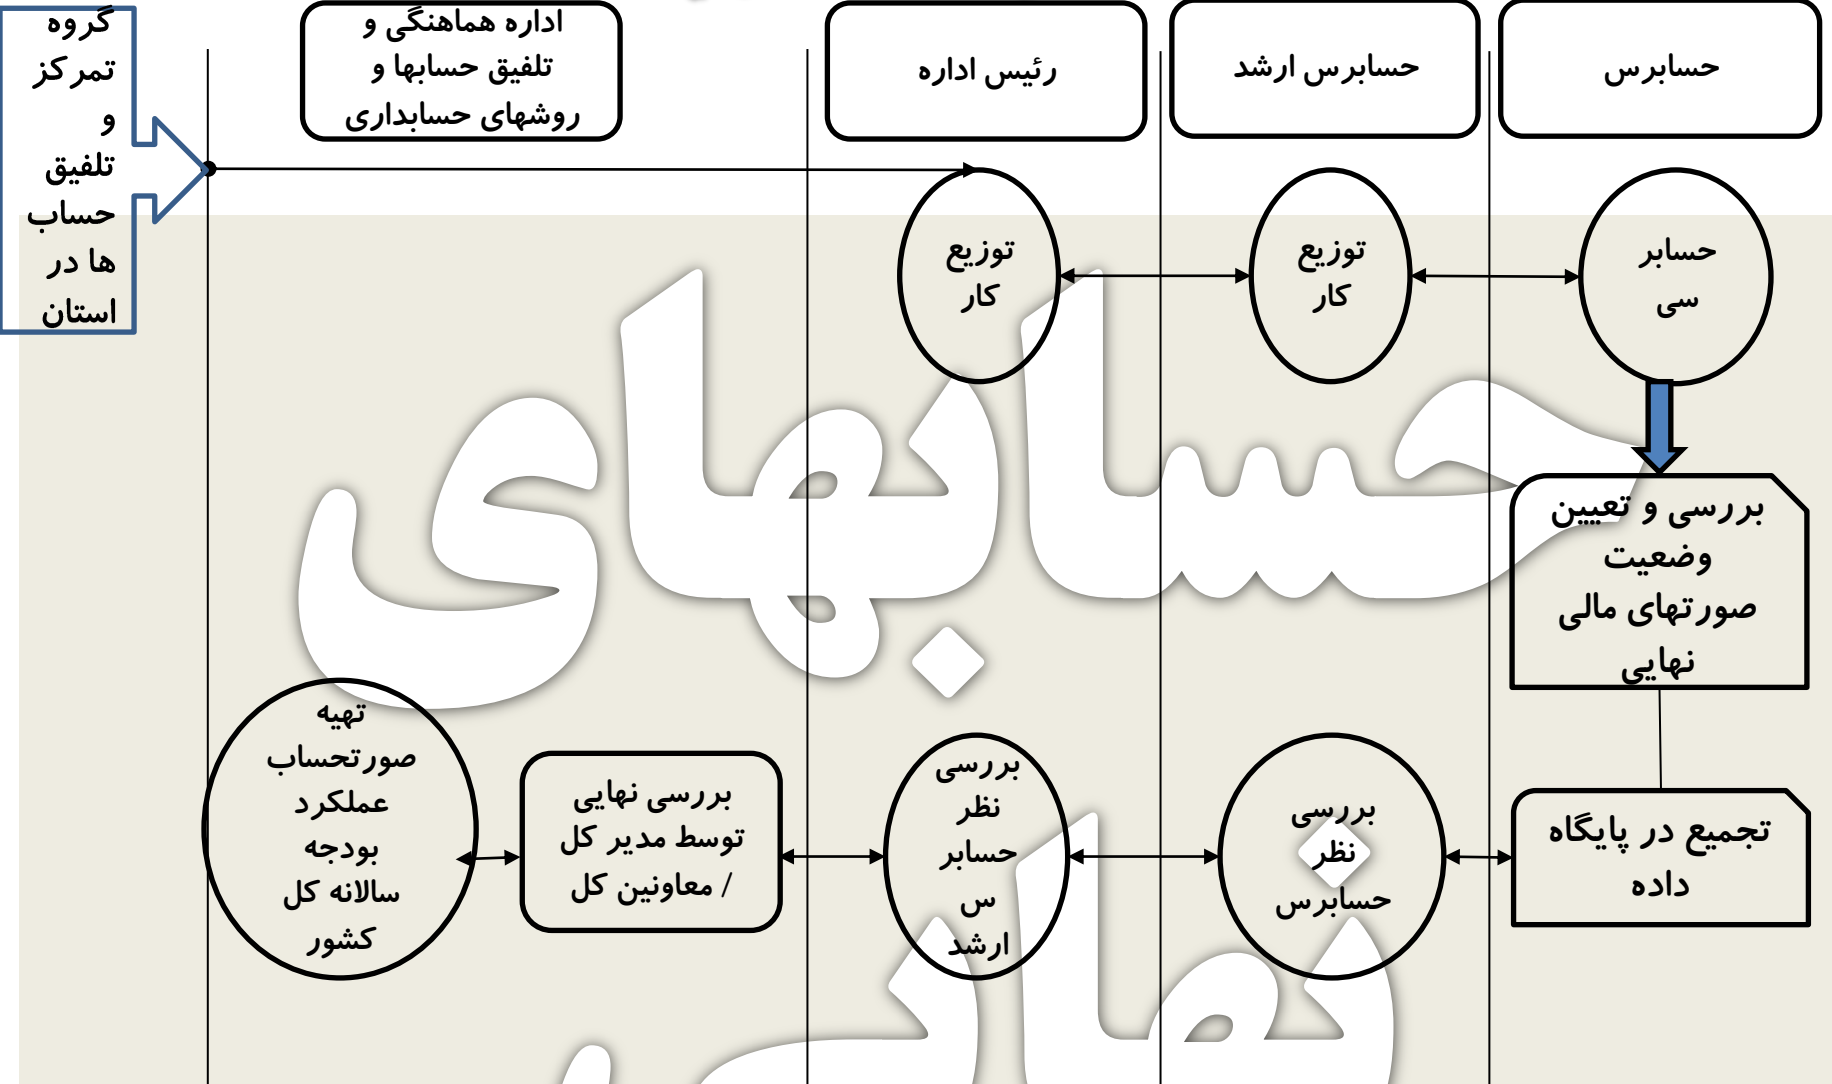 حسابرس
حسابرس ارشد
رئیس اداره
اداره هماهنگی و
تلفیق حسابها و
روشهای حسابداری
گروه
تمرکز
و
تلفیق
حساب
ها در
استان
توزیع
کار
توزیع
کار
حسابر
سی
حسابهای
بررسی و تعیین
وضعیت
صورتهای مالی
نهایی
تجمیع در پایگاه
داده
بررسی
نظر
حسابرس
بررسی
نظر
حسابر
س
ارشد
بررسی نهایی
توسط مدیر کل
/ معاونین کل
تهیه
صورتحساب
عملکرد
بودجه
سالانه کل
کشور
نهایی